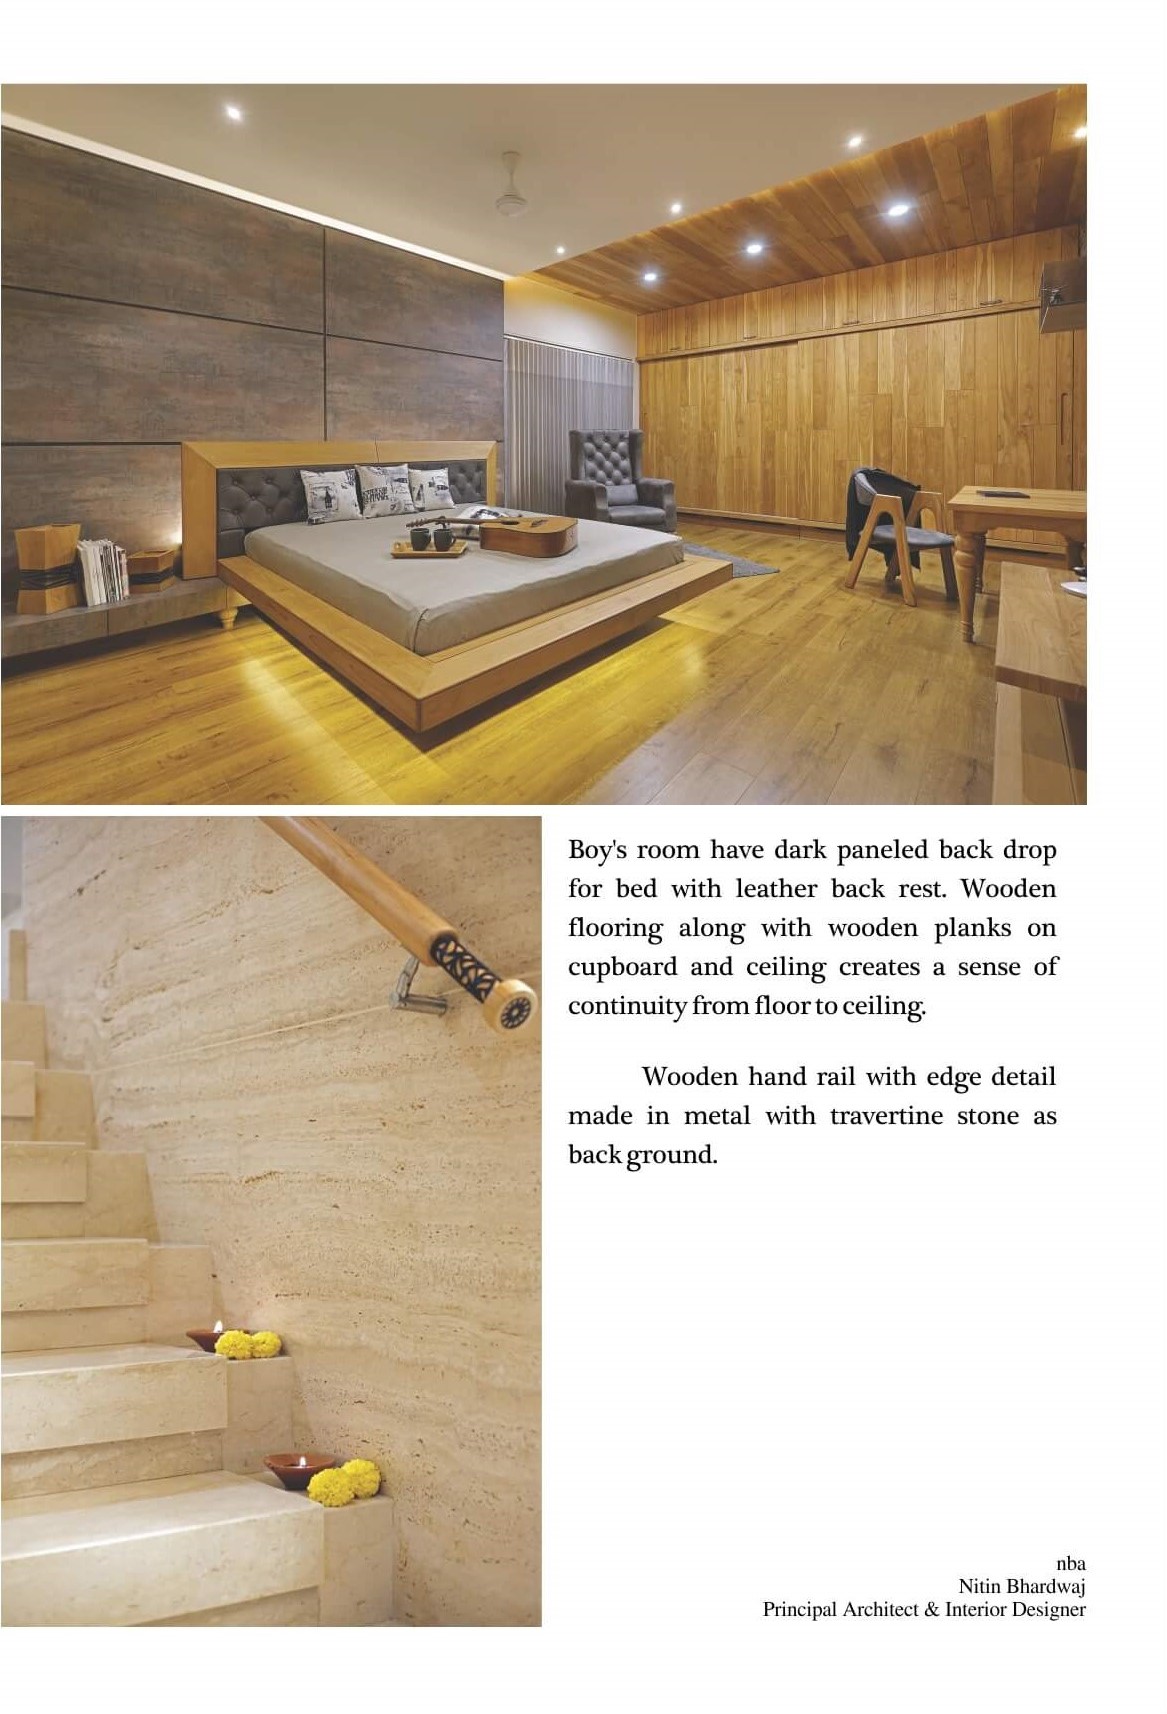 Boy's room have dark paneled back drop
for bed with leather back rest. Wooden
flooring along with wooden planks on
cupboard and ceiling creates a sense of
continuity from floor to ceiling.
Wooden hand rail with edge detail
made in metal with travertine stone as
back ground.
nba
Nitin Bhardwaj
Principal Architect & Interior Designer